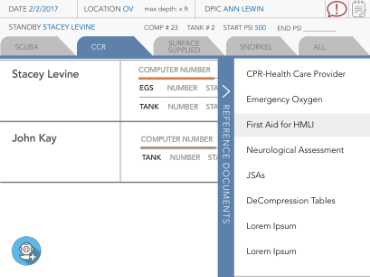 DATE 2/2/2017 LOCATION OV max depth: x ft DPIC ANN LEWIN
STANDBY STACEY LEVINE COMP # 23 TANK # 2 START PSI 500 END PSI
SCUBA CCR SURFACE SUPPLIED SNORKEL ALL
Stacey Levine
COMPUTER NUMBER
EGS NUMBER STA
TANK NUMBER STA
John Kay
COMPUTER NUMBER
TANK NUMBER STA
REFERENCE DOCUMENTS
CPR-Health Care Provider
Emergency Oxygen
First Aid for HMLI
Neurological Assessment
JSAs
DeCompression Tables
Lorem Ipsum
Lorem Ipsum